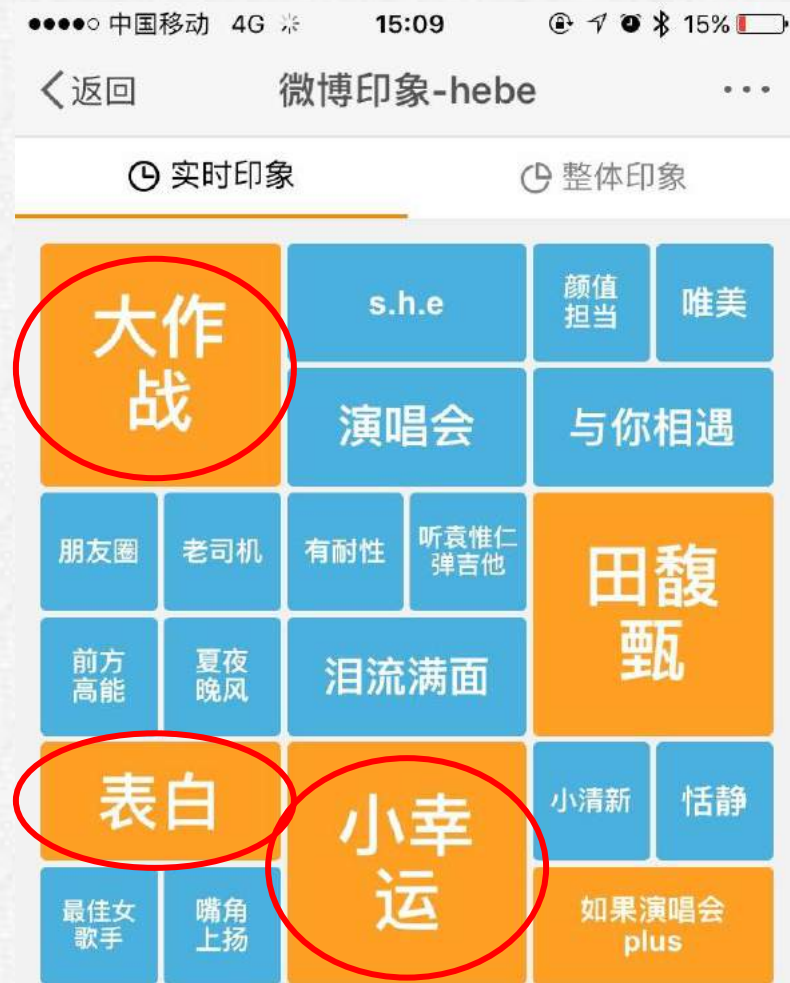 中国移动 4G 15:09 15%
返回 微博印象-hebe ...
实时印象 整体印象
大作
战
s.h.e
颜值
担当
唯美
演唱会
与你相遇
朋友圈
老司机
有耐性
听袁惟仁
弹吉他
田馥
甄
前方
高能
夏夜
晚风
泪流满面
表白
小幸
运
小清新
恬静
最佳女
歌手
嘴角
上扬
如果演唱会
plus